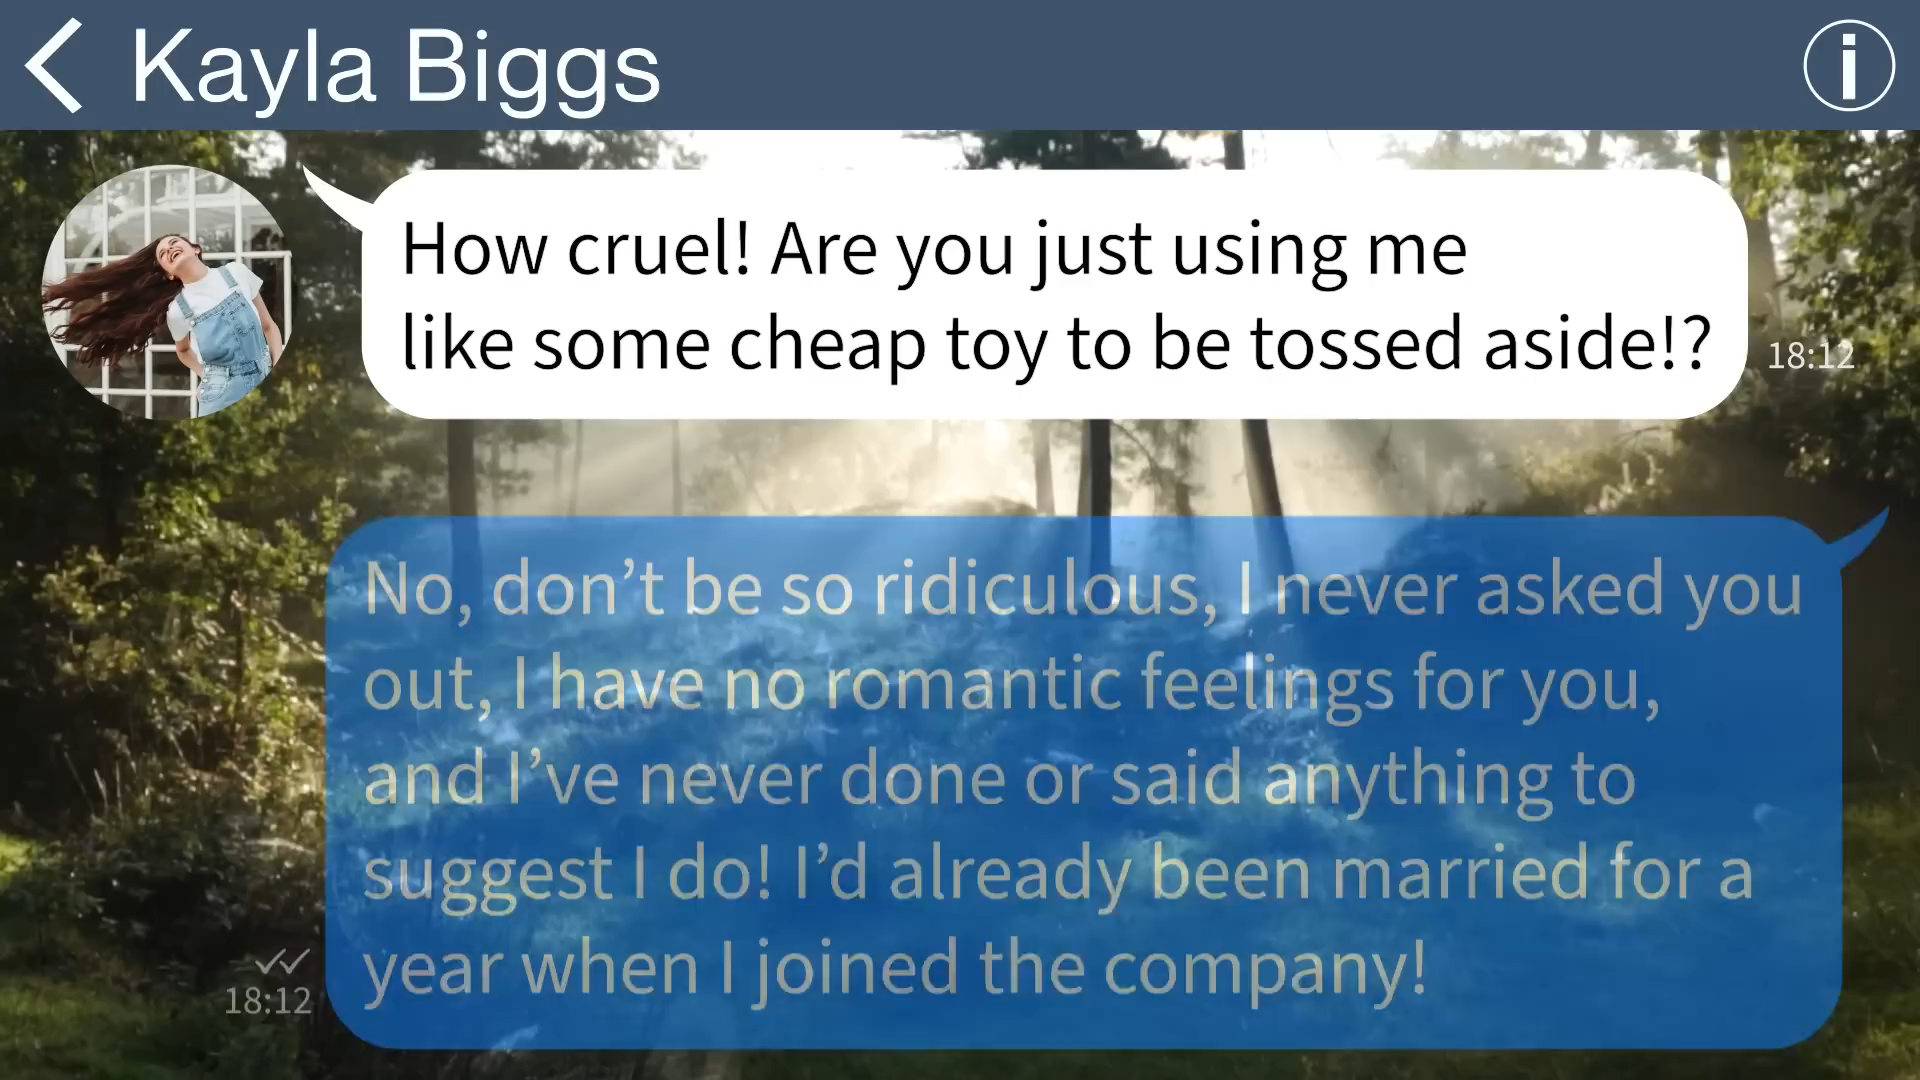 Kayla Biggs
How cruel! Are you just using me
like some cheap toy to be tossed aside!?
18:12
No, don’t be so ridiculous, I never asked you
out, I have no romantic feelings for you,
and I’ve never done or said anything to
suggest I do! I’d already been married for a
year when I joined the company!
18:12